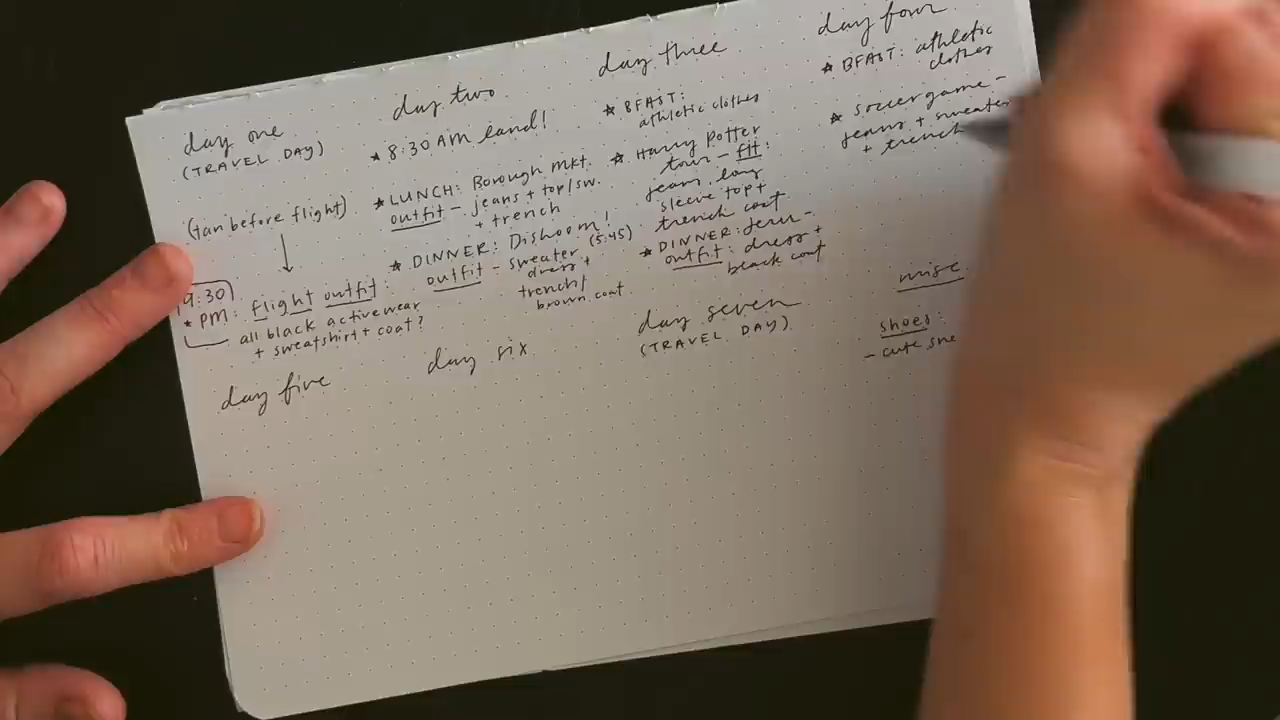 day one
(TRAVEL DAY)
(tan before flight)
9:30
* PM: flight outfit:
all black activewear
+ sweatshirt + coat?
day two
* 8:30 AM land!
* LUNCH: Borough mkt.
outfit - jeans + top/sw.
+ trench
* DINNER: Dishoom!
outfit - sweater (5:45)
dress +
trench/
brown coat
day three
* BFAST:
athletic clothes
* Harry Potter
tour - fit:
jeans, long
sleeve top +
trench coat
* DINNER: Jeru -
outfit: dress +
black coat
day four
* BFAST: athletic
clothes
* soccer game -
jeans + sweater
+ trench
day five
day six
day seven
(TRAVEL DAY)
misc
shoes:
- cute